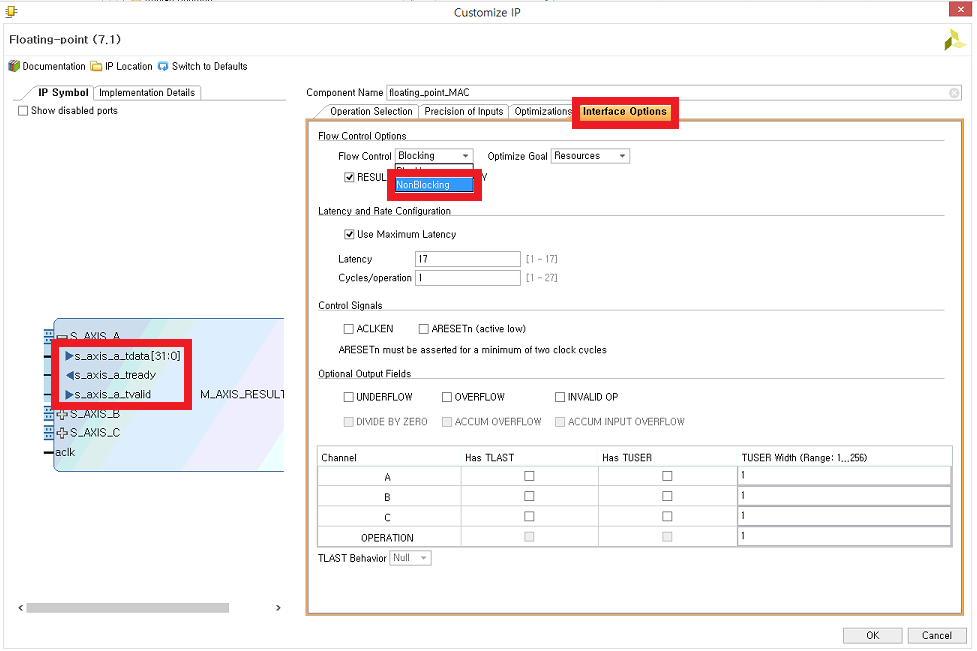 Customize IP
Floating-point (7.1)
Documentation IP Location Switch to Defaults
IP Symbol Implementation Details
Show disabled ports
S_AXIS_A
s_axis_a_tdata[31:0]
s_axis_a_tready
s_axis_a_tvalid
M_AXIS_RESULT
S_AXIS_B
S_AXIS_C
aclk
Component Name floating_point_MAC
Operation Selection Precision of Inputs Optimizations Interface Options
Flow Control Options
Flow Control Blocking Optimize Goal Resources
RESUL Y
NonBlocking
Latency and Rate Configuration
Use Maximum Latency
Latency 17 [1 - 17]
Cycles/operation 1 [1 - 27]
Control Signals
ACLKEN ARESETn (active low)
ARESETn must be asserted for a minimum of two clock cycles
Optional Output Fields
UNDERFLOW OVERFLOW INVALID OP
DIVIDE BY ZERO ACCUM OVERFLOW ACCUM INPUT OVERFLOW
Channel Has TLAST Has TUSER TUSER Width (Range: 1...256)
A 1
B 1
C 1
OPERATION 1
TLAST Behavior Null
OK Cancel